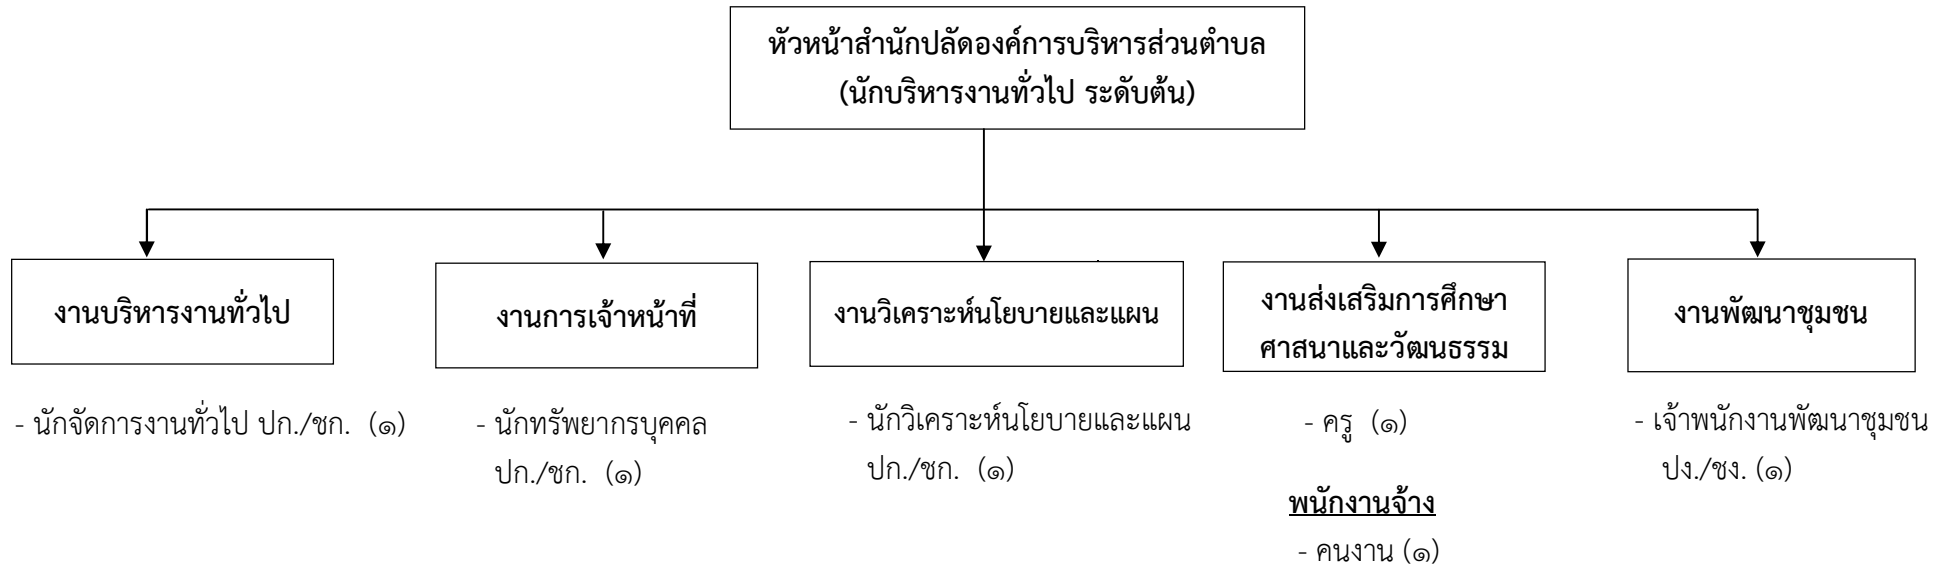 หัวหน้าสำนักปลัดองค์การบริหารส่วนตำบล
(นักบริหารงานทั่วไป ระดับต้น)
งานบริหารงานทั่วไป
- นักจัดการงานทั่วไป ปก./ชก. (๑)
งานการเจ้าหน้าที่
- นักทรัพยากรบุคคล
ปก./ชก. (๑)
งานวิเคราะห์นโยบายและแผน
- นักวิเคราะห์นโยบายและแผน
ปก./ชก. (๑)
งานส่งเสริมการศึกษา
ศาสนาและวัฒนธรรม
- ครู (๑)
พนักงานจ้าง
- คนงาน (๑)
งานพัฒนาชุมชน
- เจ้าพนักงานพัฒนาชุมชน
ปง./ชง. (๑)